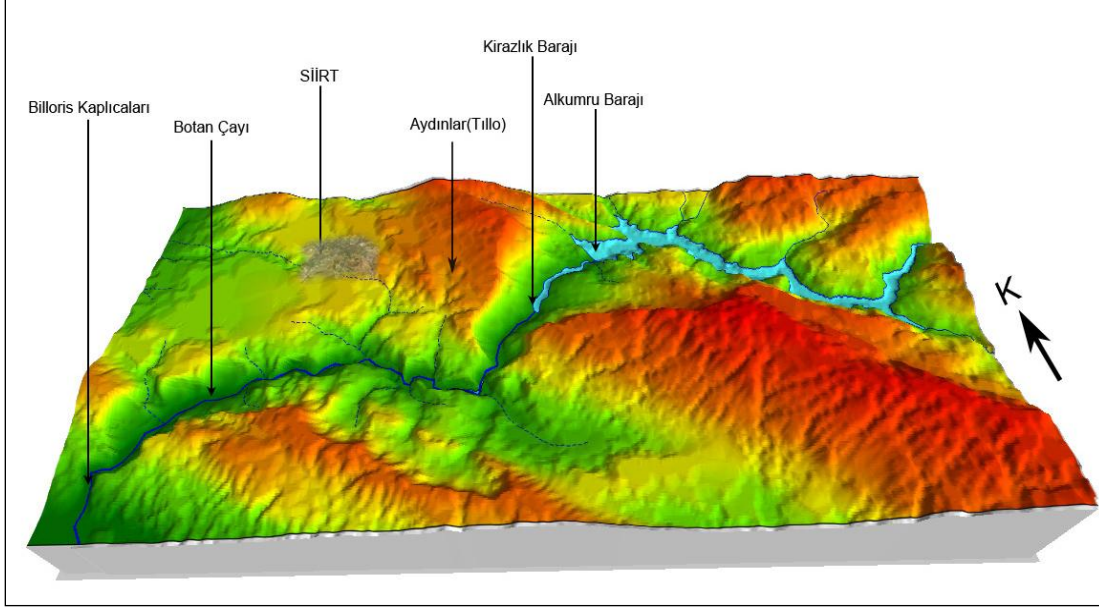 Kirazlık Barajı
SİİRT
Alkumru Barajı
Billoris Kaplıcaları
Botan Çayı
Aydınlar(Tıllo)
K